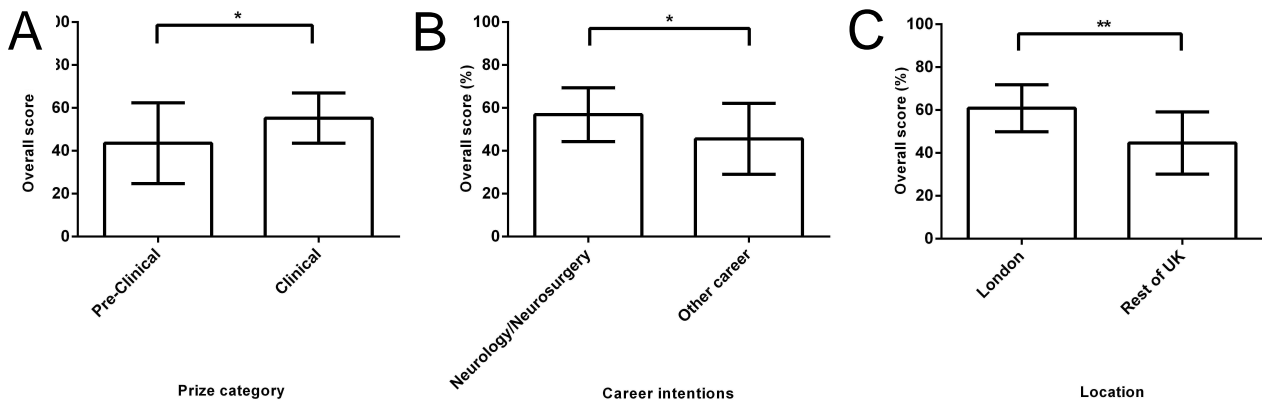 A
B
C
*
*
**
00
80
60
40
20
0
Overall score
Pre-Clinical
Clinical
Prize category
100
80
60
40
20
0
Overall score (%)
Neurology/Neurosurgery
Other career
Career intentions
100
80
60
40
20
0
Overall score (%)
London
Rest of UK
Location